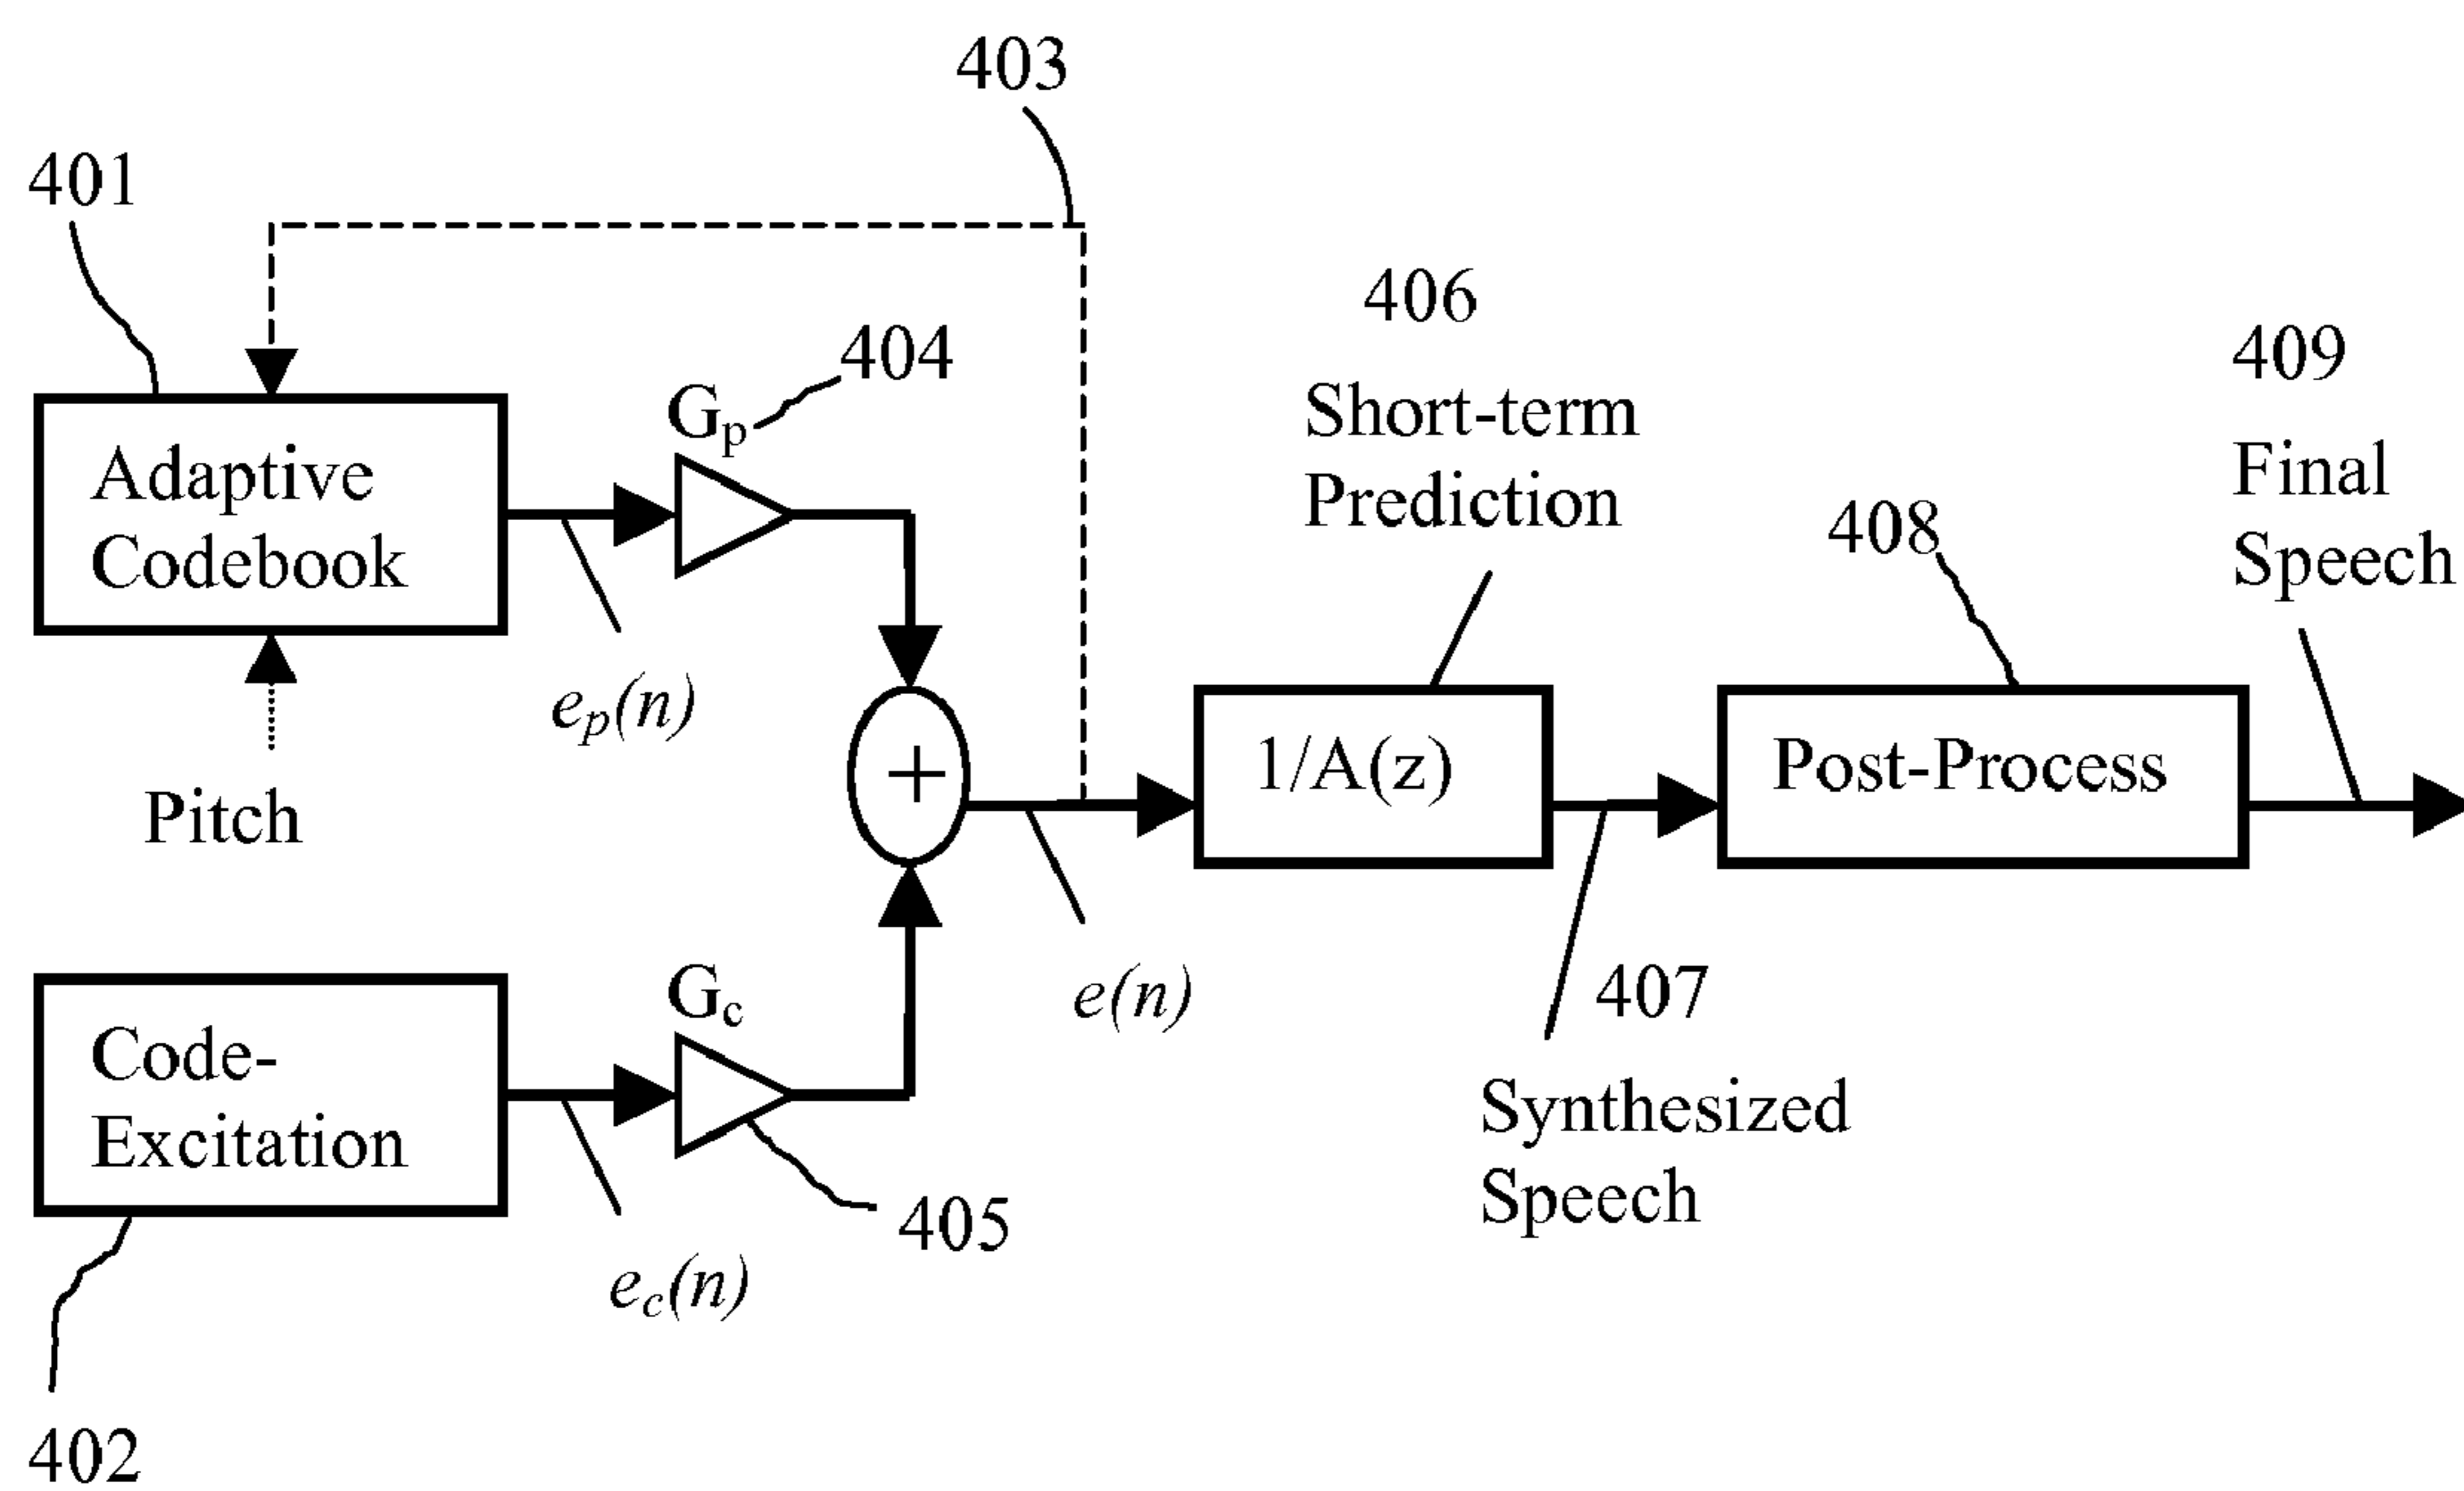 403
401
406
404
409
G_p
Short-term
Prediction
Final
Speech
408
Adaptive
Codebook
e_p(n)
+
1/A(z)
Post-Process
Pitch
G_c
e(n)
407
Code-
Excitation
Synthesized
Speech
405
e_c(n)
402